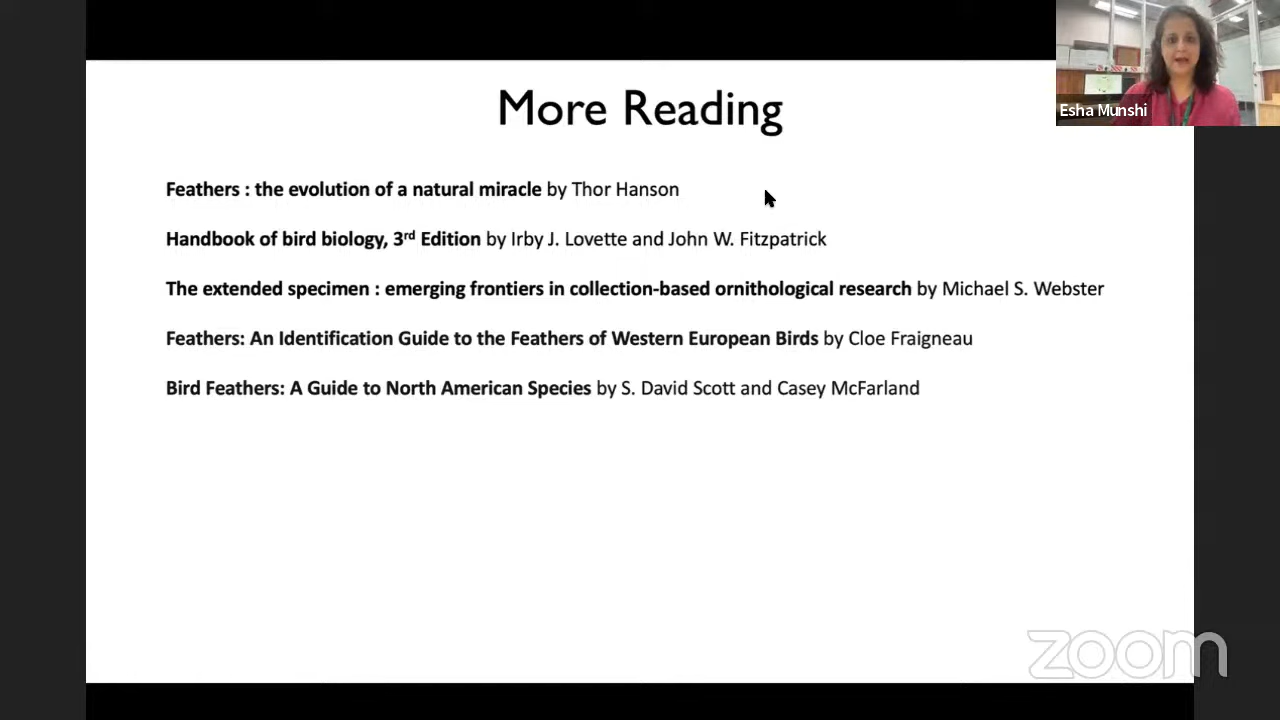 More Reading
Esha Munshi
Feathers : the evolution of a natural miracle by Thor Hanson
Handbook of bird biology, 3rd Edition by Irby J. Lovette and John W. Fitzpatrick
The extended specimen : emerging frontiers in collection-based ornithological research by Michael S. Webster
Feathers: An Identification Guide to the Feathers of Western European Birds by Cloe Fraigneau
Bird Feathers: A Guide to North American Species by S. David Scott and Casey McFarland
zoom